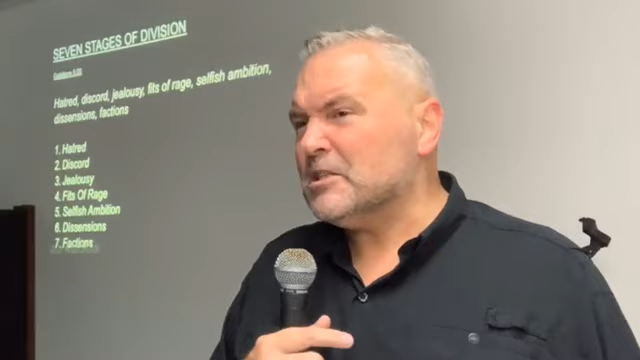 SEVEN STAGES OF DIVISION
Hatred, discord, jealousy, fits of rage, selfish ambition,
dissensions, factions
1. Hatred
2. Discord
3. Jealousy
4. Fits Of Rage
5. Selfish Ambition
6. Dissensions
7. Factions